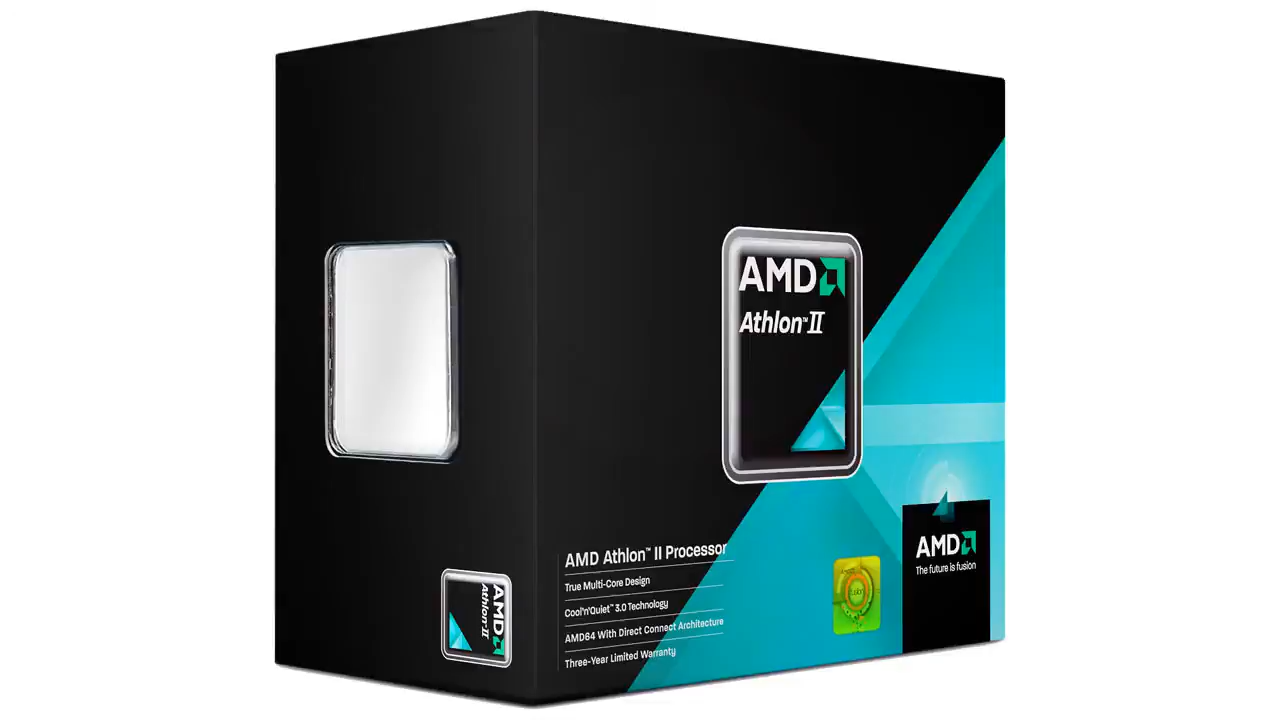 AMD
Athlon™ II
AMD Athlon™ II Processor
True Multi-Core Design
Cool'n'Quiet™ 3.0 Technology
AMD64 With Direct Connect Architecture
Three-Year Limited Warranty
AMD
Athlon™ II
AMD
The future is fusion